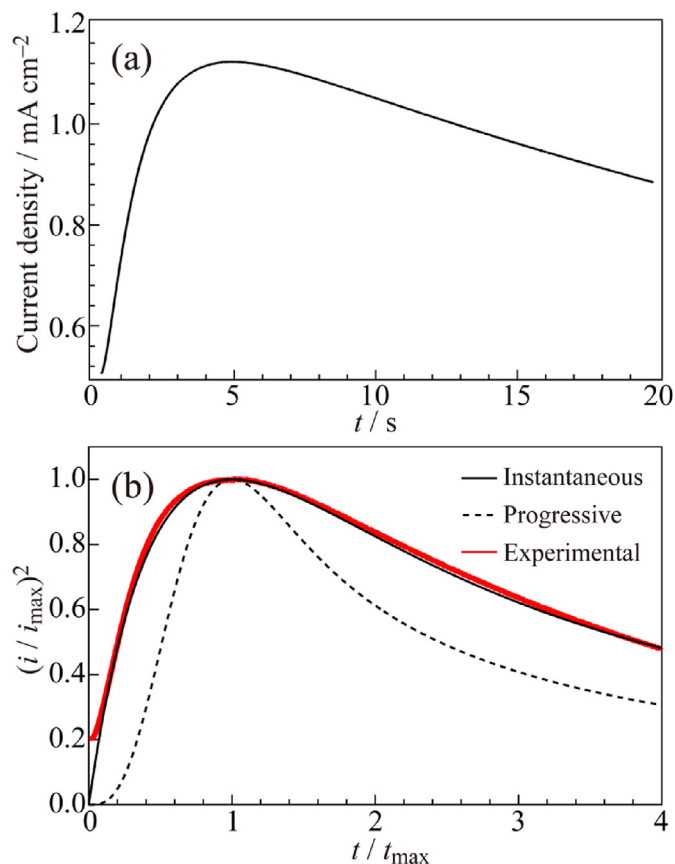 (a)
Current density / mA cm⁻²
1.2
1.0
0.8
0.6
0 5 10 15 20
t / s
(b)
Instantaneous
Progressive
Experimental
(i / i_max)²
1.0
0.8
0.6
0.4
0.2
0.0
0 1 2 3 4
t / t_max